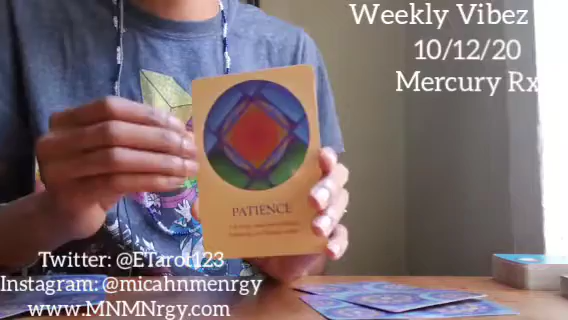 Weekly Vibez
10/12/20
Mercury Rx
PATIENCE
Twitter: @ETarot123
Instagram: @micahnmenrgy
www.MNMNrgy.com